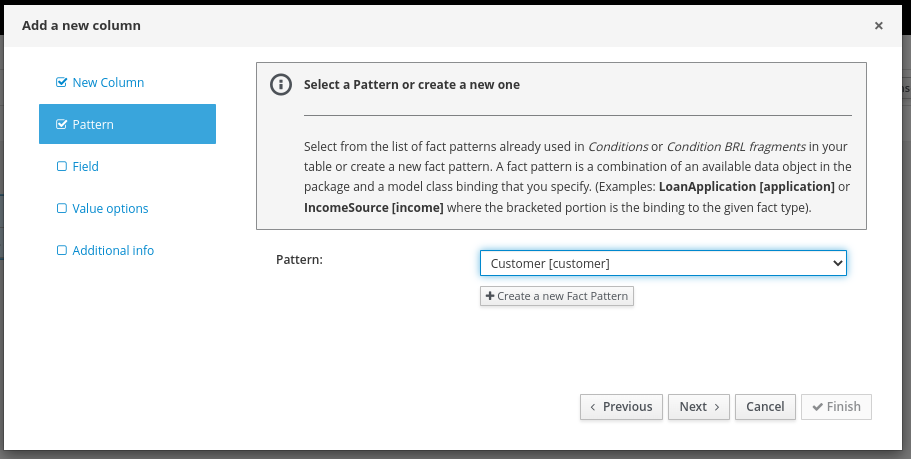 Add a new column ×
New Column
Pattern
Field
Value options
Additional info
Select a Pattern or create a new one
Select from the list of fact patterns already used in Conditions or Condition BRL fragments in your
table or create a new fact pattern. A fact pattern is a combination of an available data object in the
package and a model class binding that you specify. (Examples: LoanApplication [application] or
IncomeSource [income] where the bracketed portion is the binding to the given fact type).
Pattern:
Customer [customer]
+ Create a new Fact Pattern
‹ Previous Next › Cancel ✔ Finish